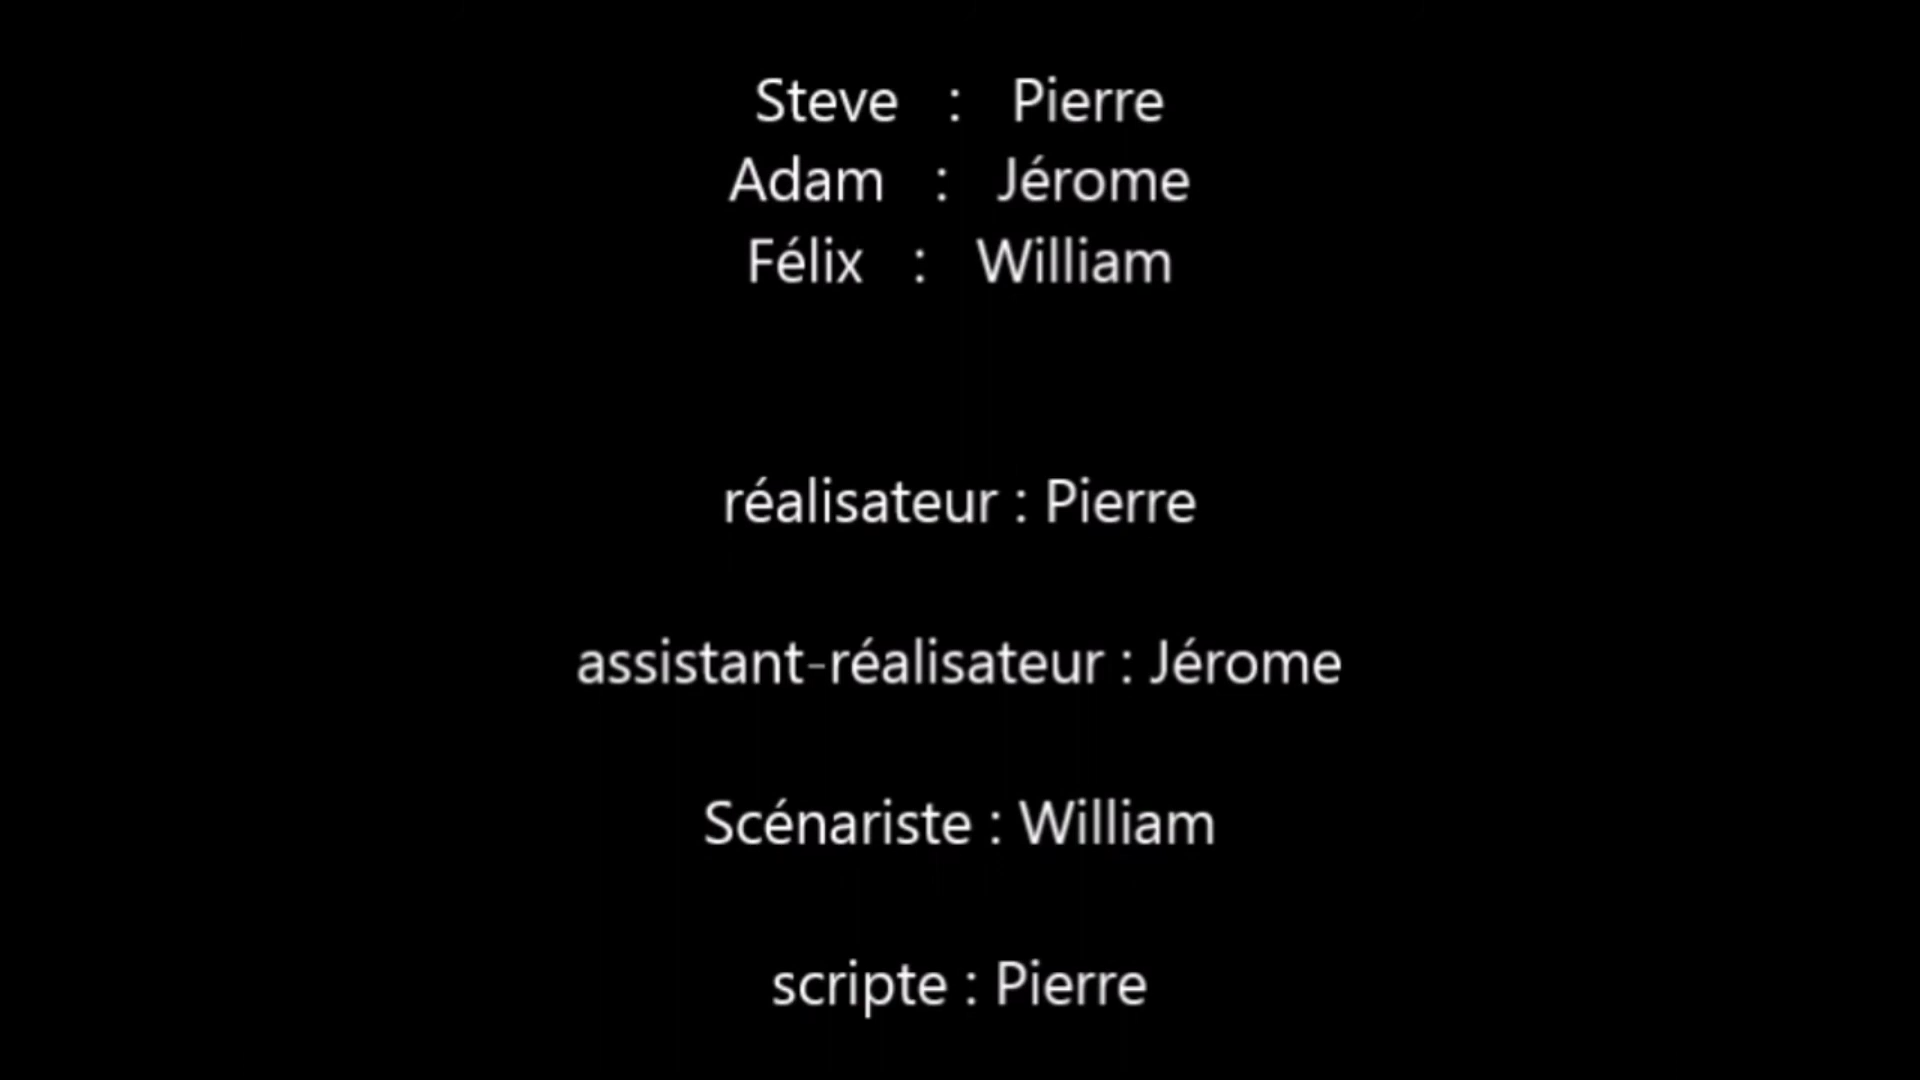 Steve : Pierre
Adam : Jérome
Félix : William
réalisateur : Pierre
assistant-réalisateur : Jérome
Scénariste : William
scripte : Pierre